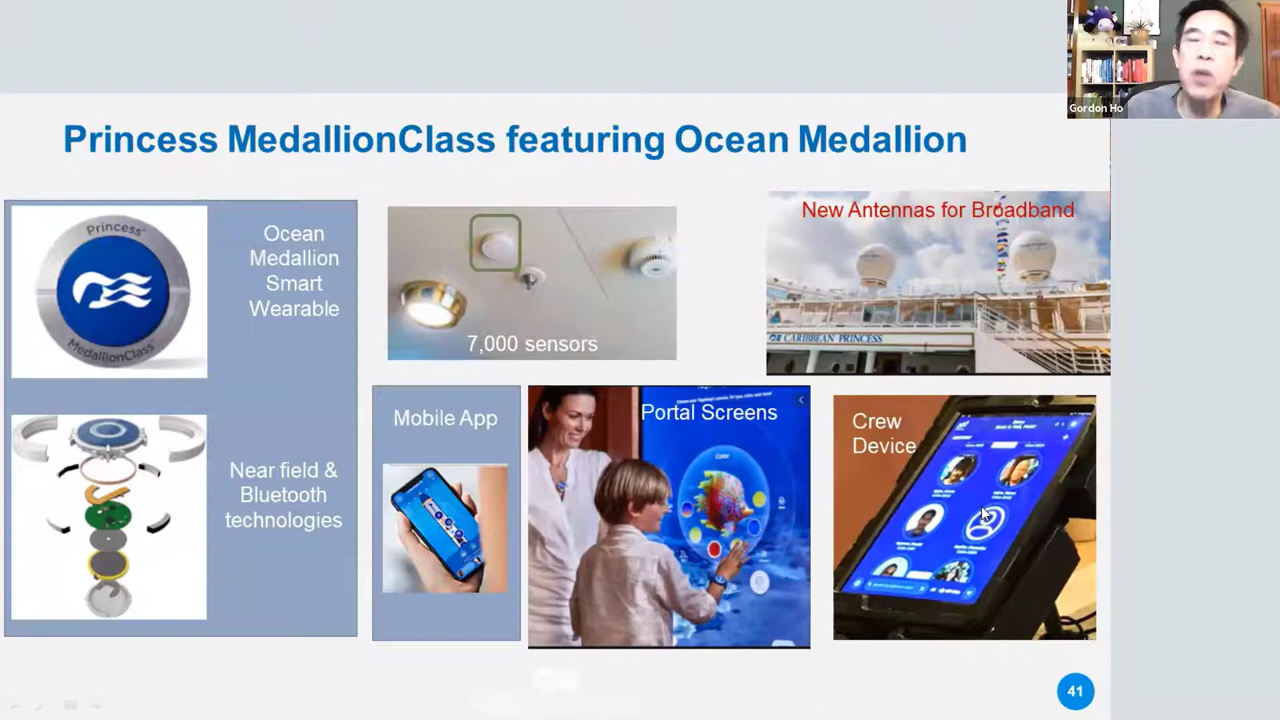 Gordon Ho
Princess MedallionClass featuring Ocean Medallion
Princess
MedallionClass
Ocean
Medallion
Smart
Wearable
Near field &
Bluetooth
technologies
7,000 sensors
New Antennas for Broadband
CARIBBEAN PRINCESS
Mobile App
Portal Screens
Color
Crew
Device
41